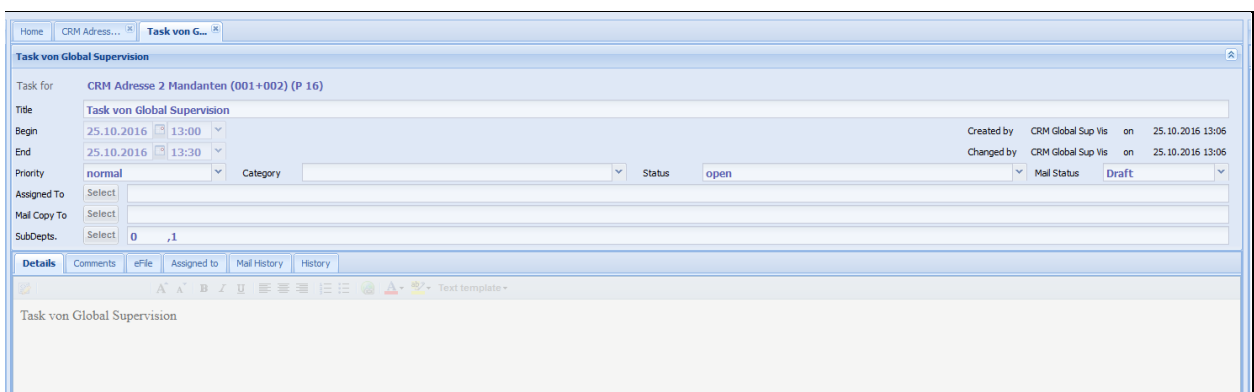 Home CRM Adress... Task von G...
Task von Global Supervision
Task for CRM Adresse 2 Mandanten (001+002) (P 16)
Title Task von Global Supervision
Begin 25.10.2016 13:00 Created by CRM Global Sup Vis on 25.10.2016 13:06
End 25.10.2016 13:30 Changed by CRM Global Sup Vis on 25.10.2016 13:06
Priority normal Category Status open Mail Status Draft
Assigned To Select
Mail Copy To Select
SubDepts. Select 0 ,1
Details Comments eFile Assigned to Mail History History
A A B I U A Text template
Task von Global Supervision